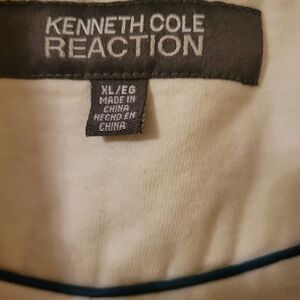 KENNETH COLE
REACTION
XL/EG
MADE IN
CHINA
HECHO EN
CHINA